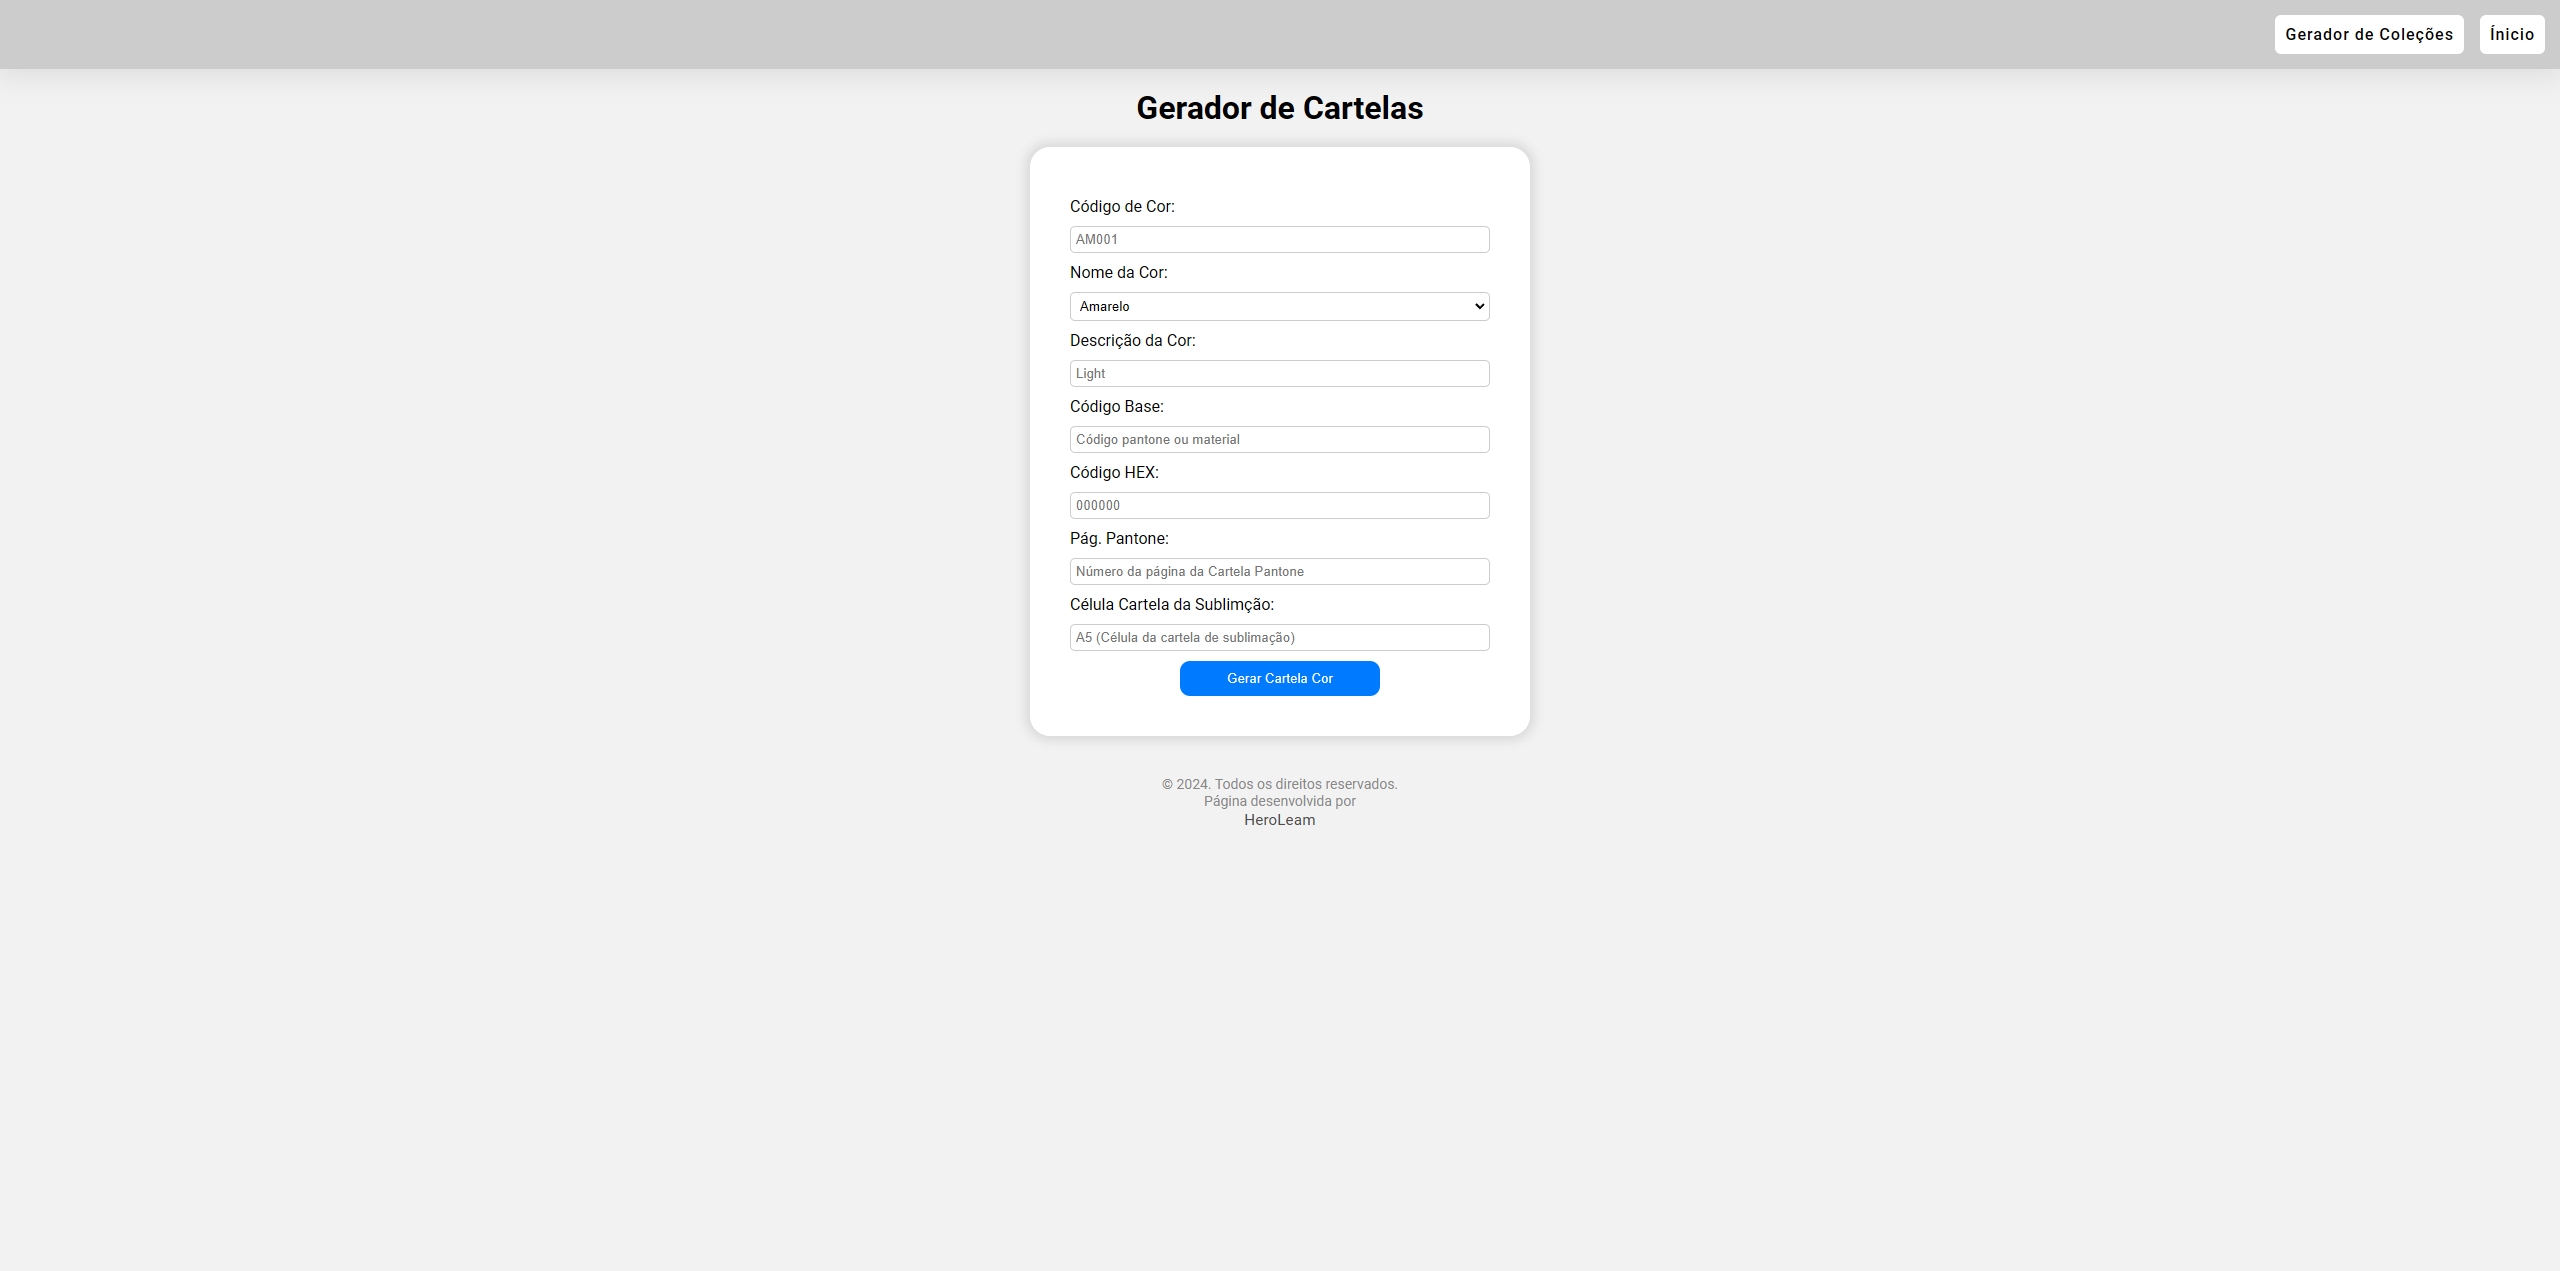 Gerador de Coleções
Ínicio
Gerador de Cartelas
Código de Cor:
AM001
Nome da Cor:
Amarelo
Descrição da Cor:
Light
Código Base:
Código pantone ou material
Código HEX:
000000
Pág. Pantone:
Número da página da Cartela Pantone
Célula Cartela da Sublimção:
A5 (Célula da cartela de sublimação)
Gerar Cartela Cor
© 2024. Todos os direitos reservados.
Página desenvolvida por
HeroLeam